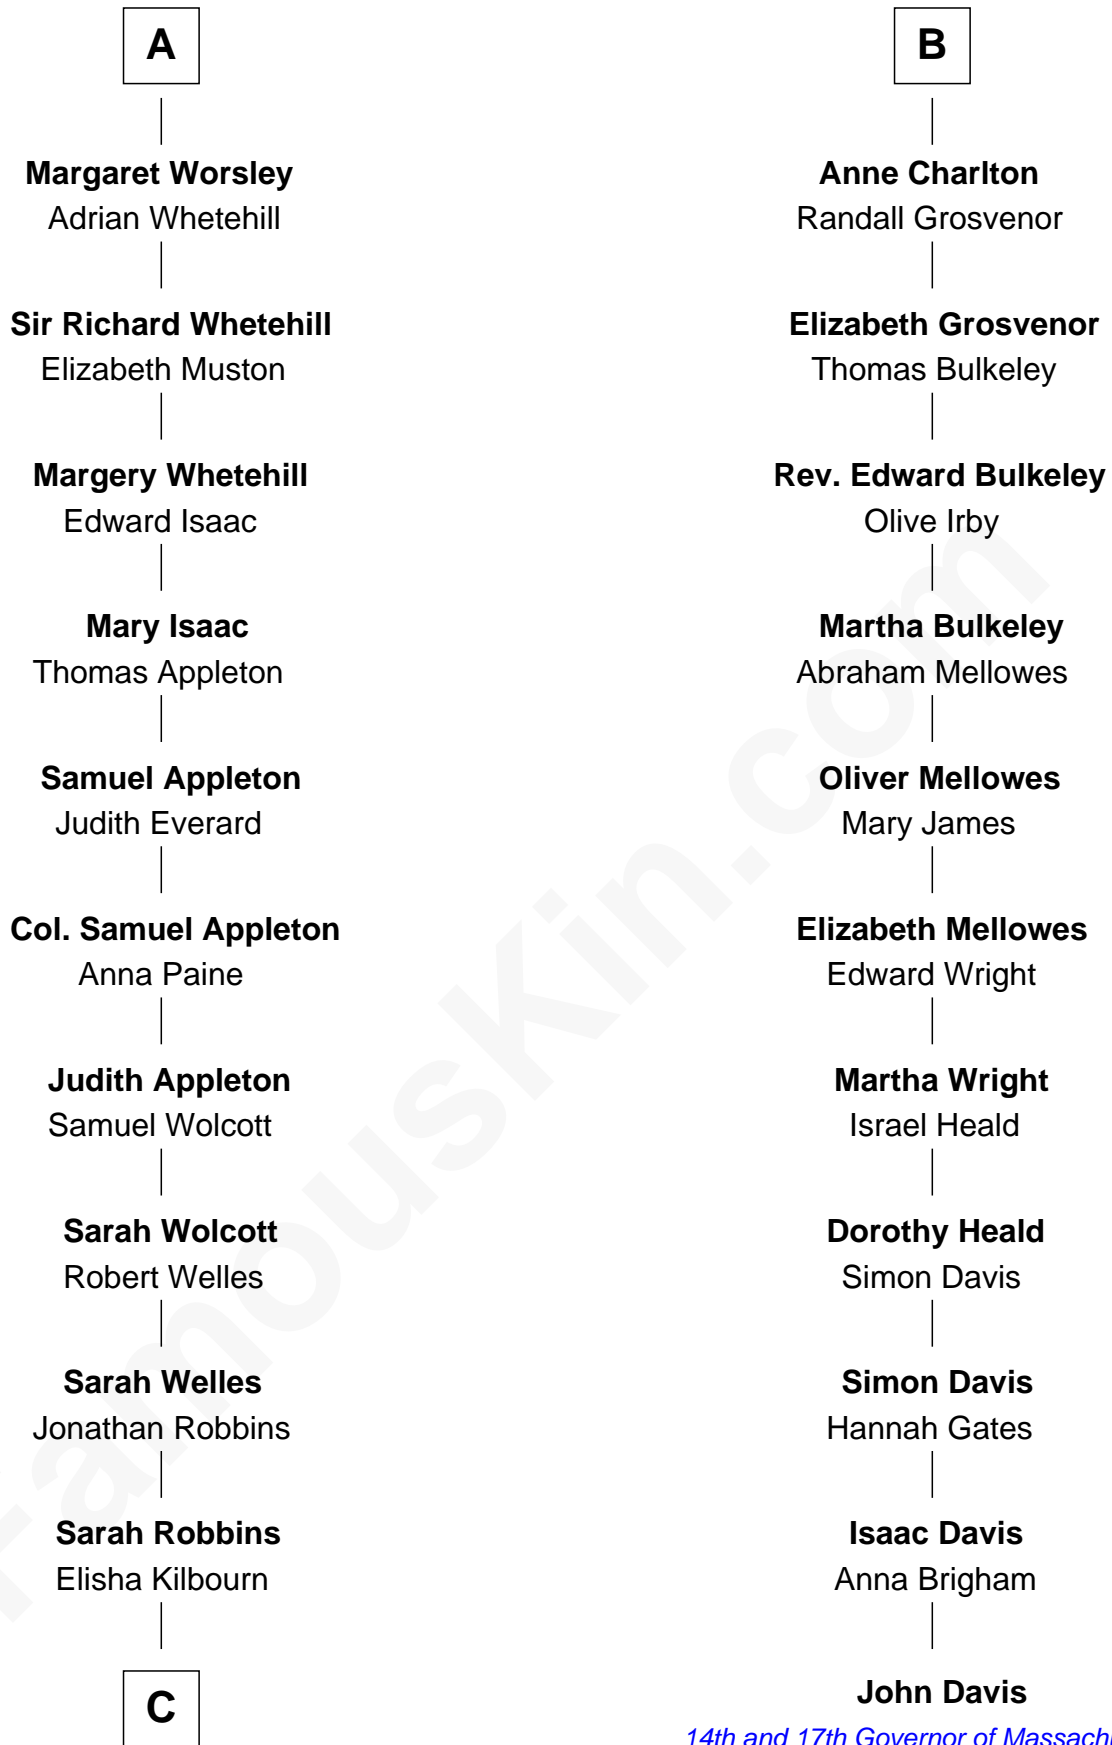 A
Margaret Worsley
Adrian Whetehill
Sir Richard Whetehill
Elizabeth Muston
Margery Whetehill
Edward Isaac
Mary Isaac
Thomas Appleton
Samuel Appleton
Judith Everard
Col. Samuel Appleton
Anna Paine
Judith Appleton
Samuel Wolcott
Sarah Wolcott
Robert Welles
Sarah Welles
Jonathan Robbins
Sarah Robbins
Elisha Kilbourn
C
B
Anne Charlton
Randall Grosvenor
Elizabeth Grosvenor
Thomas Bulkeley
Rev. Edward Bulkeley
Olive Irby
Martha Bulkeley
Abraham Mellowes
Oliver Mellowes
Mary James
Elizabeth Mellowes
Edward Wright
Martha Wright
Israel Heald
Dorothy Heald
Simon Davis
Simon Davis
Hannah Gates
Isaac Davis
Anna Brigham
John Davis
14th and 17th Governor of Massach
FamousKin.com